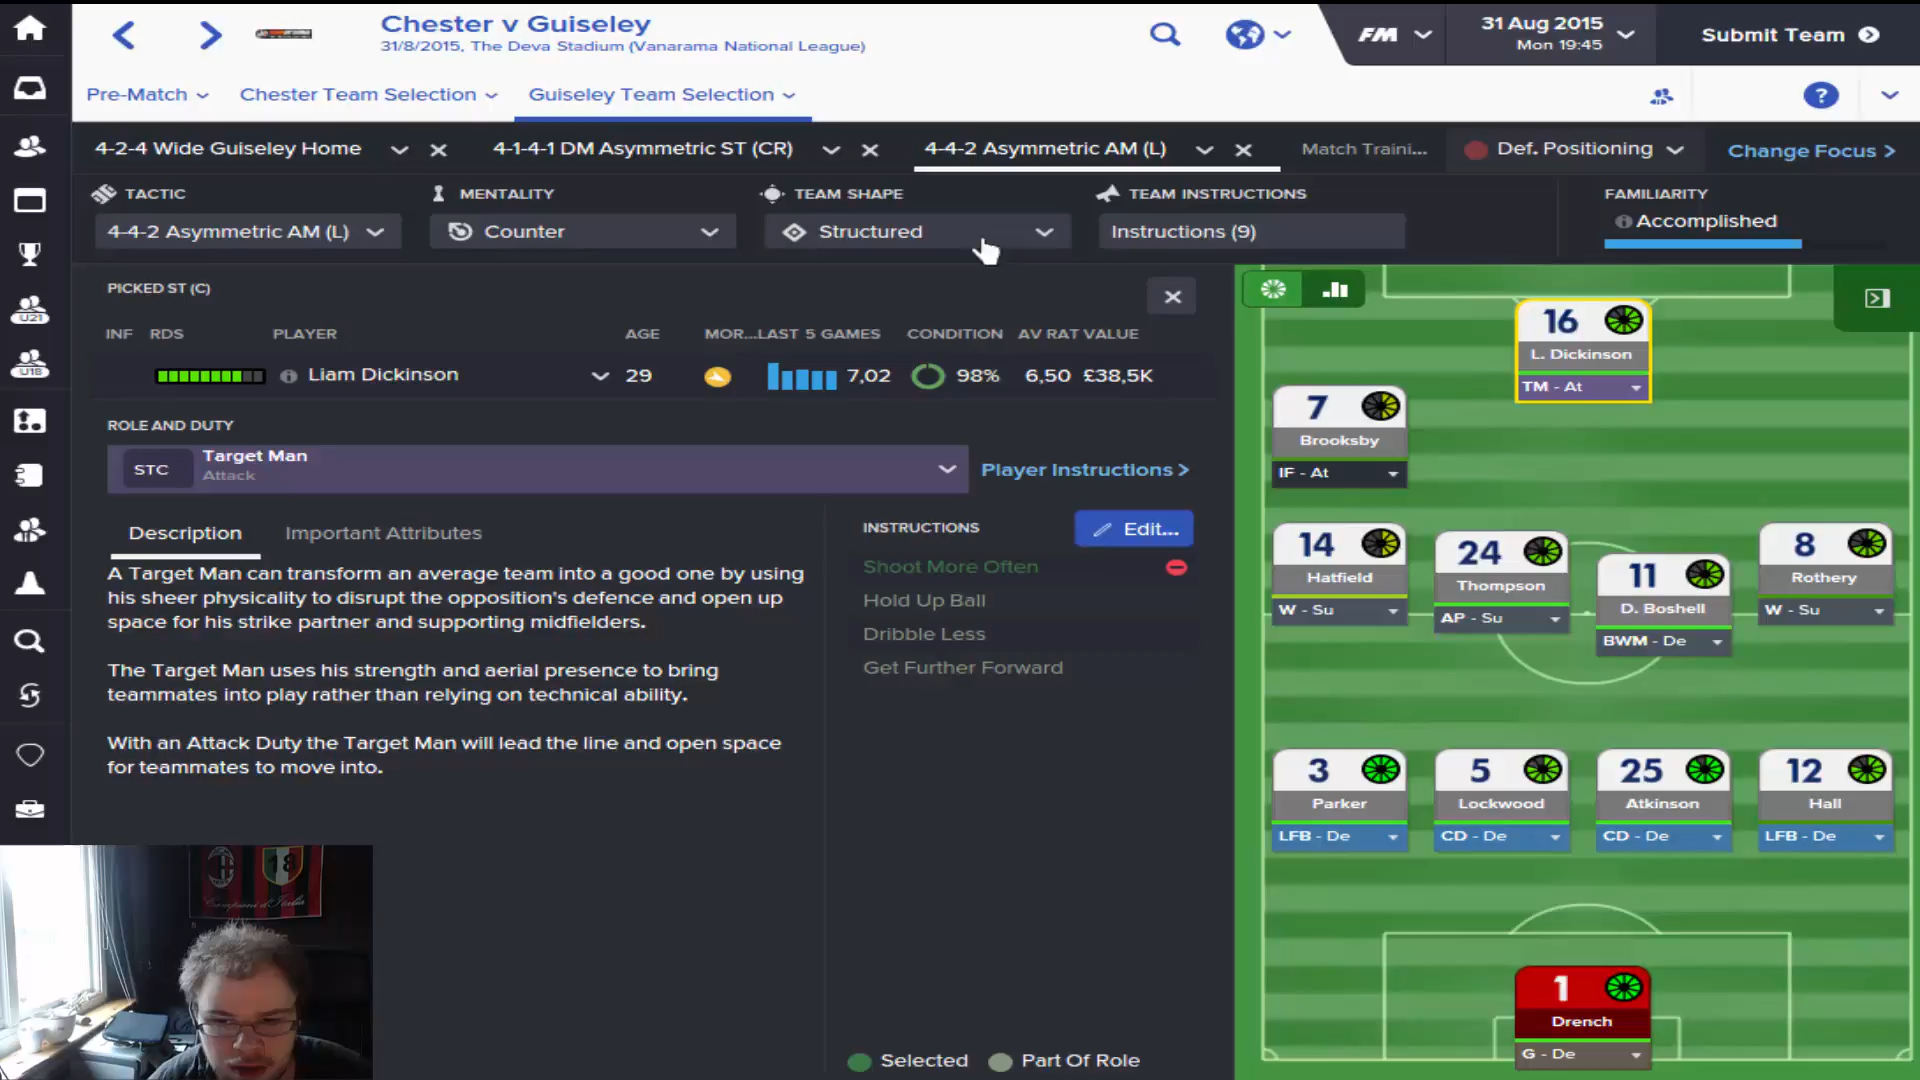 Chester v Guiseley
31/8/2015, The Deva Stadium (Vanarama National League)
FM
31 Aug 2015
Mon 19:45
Submit Team
Pre-Match
Chester Team Selection
Guiseley Team Selection
?
4-2-4 Wide Guiseley Home
4-1-4-1 DM Asymmetric ST (CR)
4-4-2 Asymmetric AM (L)
Match Traini...
Def. Positioning
Change Focus >
TACTIC
MENTALITY
TEAM SHAPE
TEAM INSTRUCTIONS
FAMILIARITY
4-4-2 Asymmetric AM (L)
Counter
Structured
Instructions (9)
Accomplished
PICKED ST (C)
INF RDS PLAYER AGE MOR...LAST 5 GAMES CONDITION AV RAT VALUE
Liam Dickinson 29 7,02 98% 6,50 £38,5K
ROLE AND DUTY
STC
Target Man
Attack
Player Instructions >
Description
Important Attributes
A Target Man can transform an average team into a good one by using
his sheer physicality to disrupt the opposition's defence and open up
space for his strike partner and supporting midfielders.
The Target Man uses his strength and aerial presence to bring
teammates into play rather than relying on technical ability.
With an Attack Duty the Target Man will lead the line and open space
for teammates to move into.
INSTRUCTIONS
Edit...
Shoot More Often
Hold Up Ball
Dribble Less
Get Further Forward
Selected
Part Of Role
16
L. Dickinson
TM - At
7
Brooksby
IF - At
14
Hatfield
W - Su
24
Thompson
AP - Su
11
D. Boshell
BWM - De
8
Rothery
W - Su
3
Parker
LFB - De
5
Lockwood
CD - De
25
Atkinson
CD - De
12
Hall
LFB - De
1
Drench
G - De
U21
U18
18